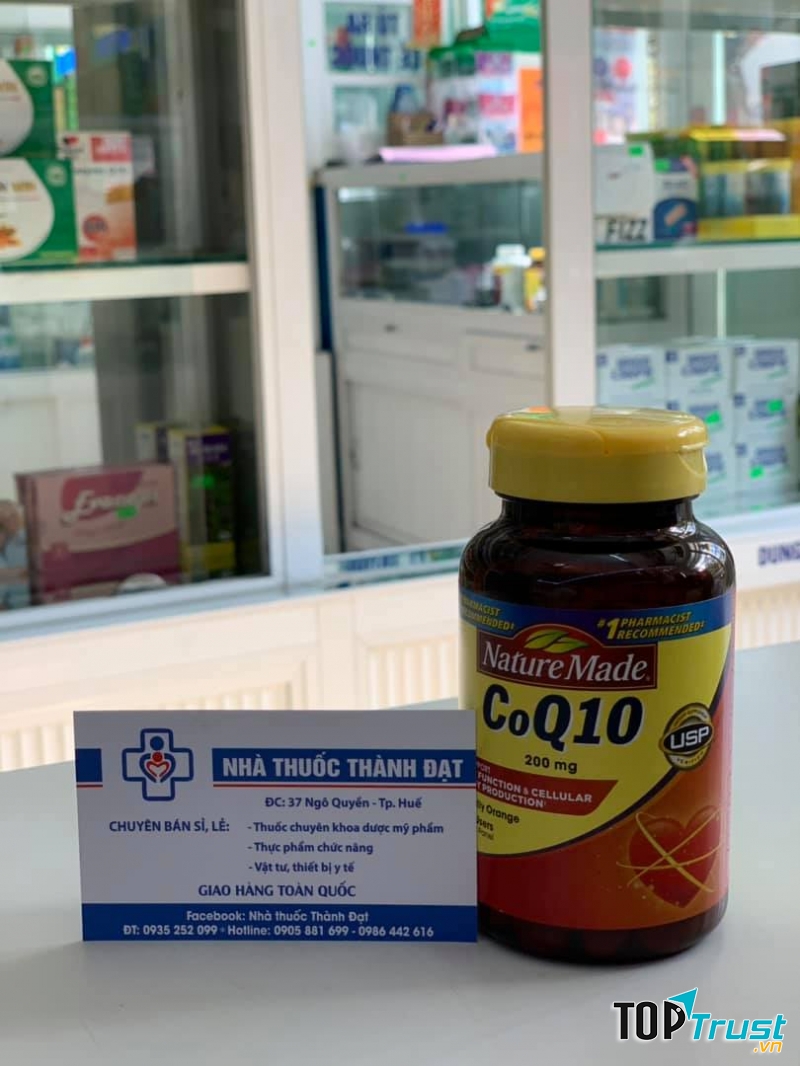 FIZZ
DUNG
PHARMACIST
RECOMMENDED‡
#1 PHARMACIST
RECOMMENDED‡
Nature Made®
CoQ10
200 mg
USP
FUNCTION & CELLULAR
PRODUCTION†
Orange
NHÀ THUỐC THÀNH ĐẠT
ĐC: 37 Ngô Quyền - Tp. Huế
CHUYÊN BÁN SỈ, LẺ: - Thuốc chuyên khoa dược mỹ phẩm
- Thực phẩm chức năng
- Vật tư, thiết bị y tế
GIAO HÀNG TOÀN QUỐC
Facebook: Nhà thuốc Thành Đạt
ĐT: 0935 252 099 * Hotline: 0905 881 699 - 0986 442 616
TOPTrust
.vn